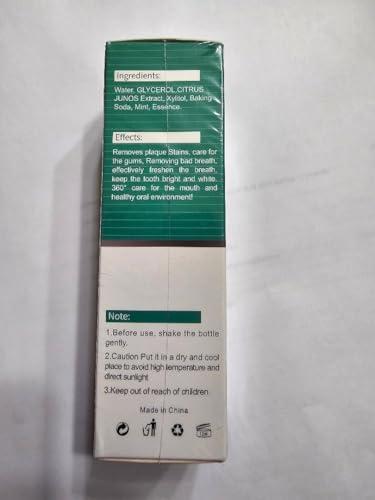 Ingredients:
Water, GLYCEROL,CITRUS
JUNOS Extract, Xylitol, Baking
Soda, Mint, Essence.
Effects:
Removes plaque Stains, care for
the gums, Removing bad breath,
effectively freshen the breath,
keep the tooth bright and white.
360° care for the mouth and
healthy oral environment!
Note:
1.Before use, shake the bottle
gently.
2.Caution Put it in a dry and cool
place to avoid high temperature and
direct sunlight
3.Keep out of reach of children.
Made in China